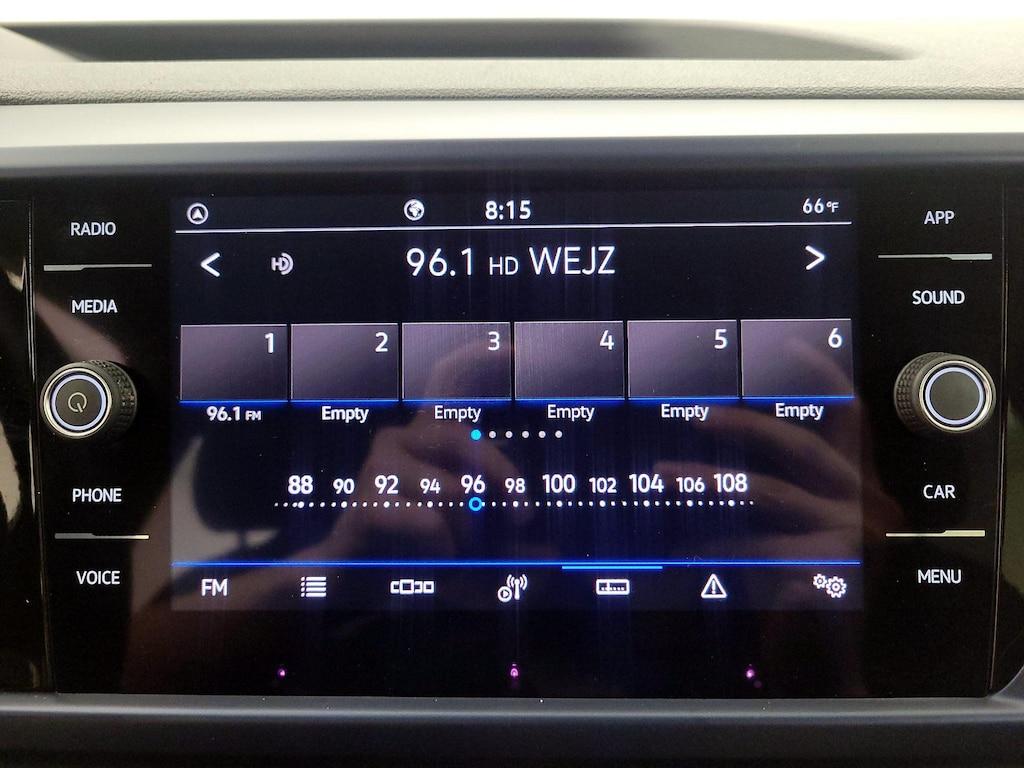 RADIO
MEDIA
PHONE
VOICE
8:15
66°F
HD
96.1 HD WEJZ
1 2 3 4 5 6
96.1 FM Empty Empty Empty Empty Empty
88 90 92 94 96 98 100 102 104 106 108
FM
APP
SOUND
CAR
MENU